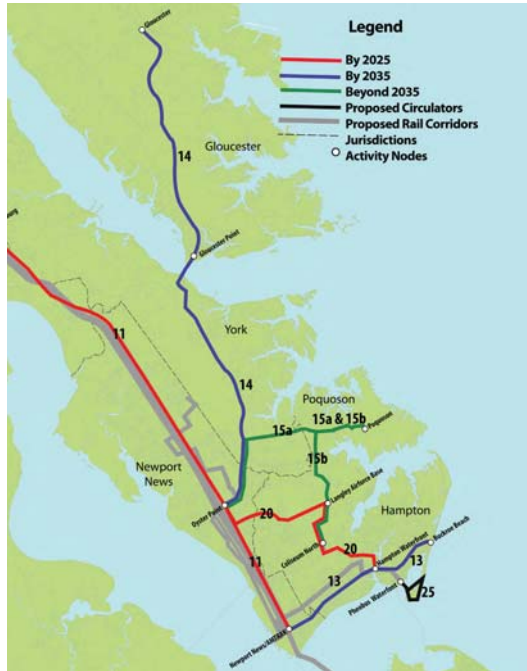 Gloucester
Legend
By 2025
By 2035
Beyond 2035
Proposed Circulators
Proposed Rail Corridors
Jurisdictions
Activity Nodes
14
Gloucester
Gloucester Point
11
York
14
Poquoson
15a & 15b
15a
Poquoson
15b
Newport
News
Langley Airforce Base
Oyster Point
20
Hampton
Coliseum North
20
Hampton Waterfront
Buckroe Beach
11
13
13
Phoebus Waterfront
25
Newport News/AMTRAK